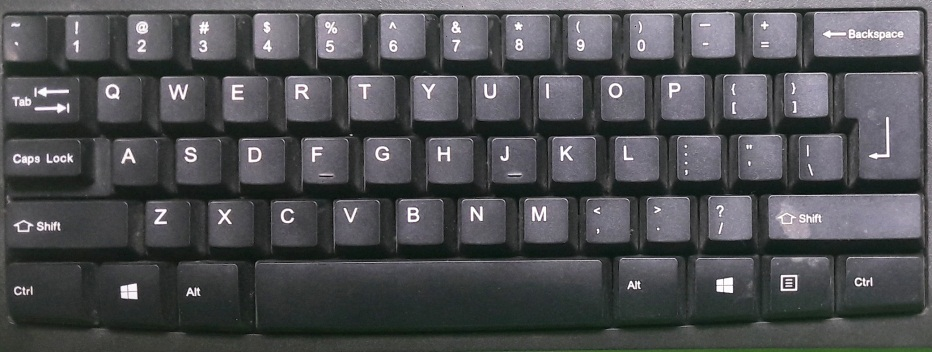 ~ ! @ # $ % ^ & * ( ) — +
` 1 2 3 4 5 6 7 8 9 0 - = Backspace
Tab Q W E R T Y U I O P { [ } ]
Caps Lock A S D F G H J K L : ; " ' | \
Shift Z X C V B N M < , > . ? / Shift
Ctrl Alt Alt Ctrl